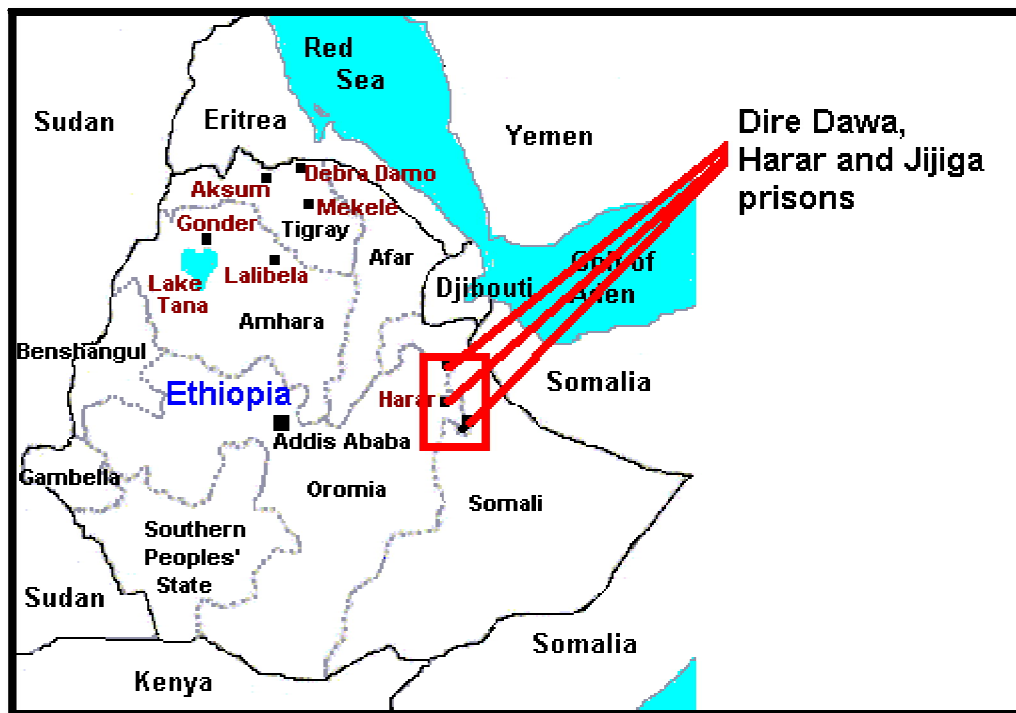 Red
Sea
Sudan
Eritrea
Yemen
Dire Dawa,
Harar and Jijiga
prisons
Debra Damo
Aksum
Mekele
Gonder
Tigray
Afar
Lake
Tana
Lalibela
Djibouti
Gulf of
Aden
Amhara
Benshangul
Somalia
Ethiopia
Harar
Addis Ababa
Gambella
Oromia
Somali
Southern
Peoples'
State
Sudan
Somalia
Kenya